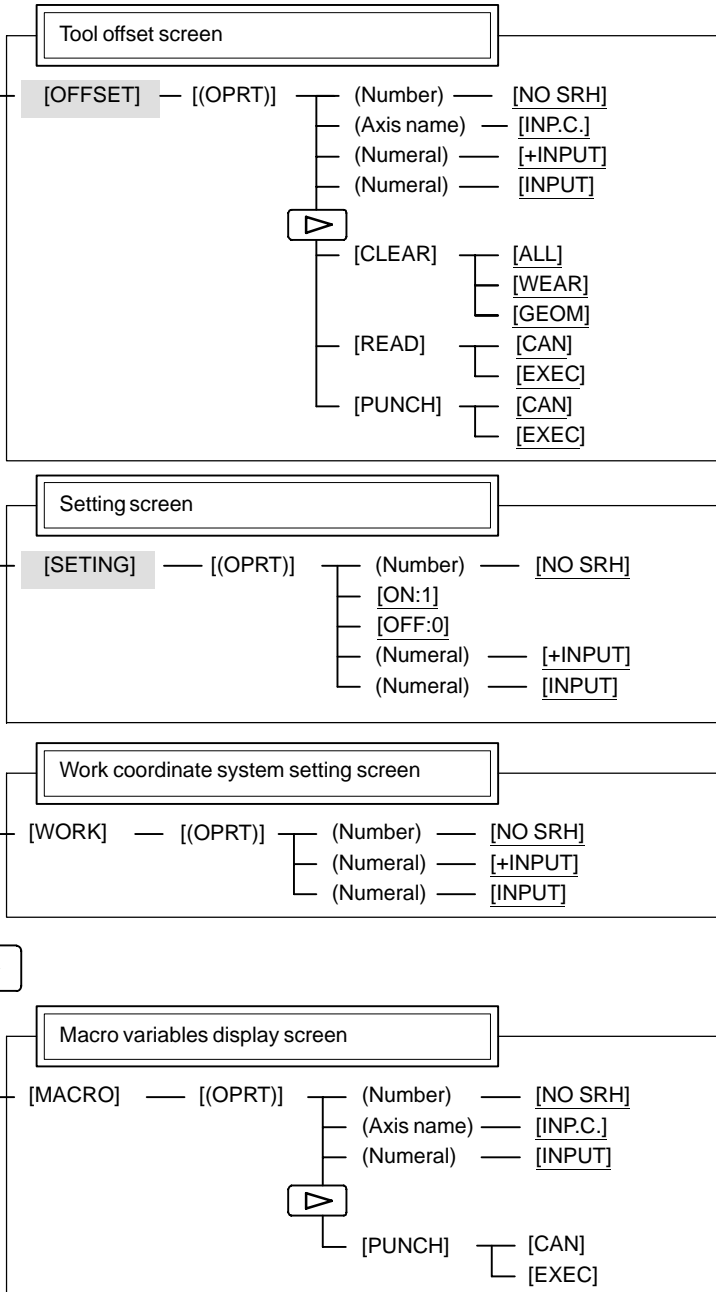 Tool offset screen
[OFFSET] [(OPRT)] (Number) [NO SRH]
(Axis name) [INP.C.]
(Numeral) [+INPUT]
(Numeral) [INPUT]
[CLEAR] [ALL]
[WEAR]
[GEOM]
[READ] [CAN]
[EXEC]
[PUNCH] [CAN]
[EXEC]
Setting screen
[SETING] [(OPRT)] (Number) [NO SRH]
[ON:1]
[OFF:0]
(Numeral) [+INPUT]
(Numeral) [INPUT]
Work coordinate system setting screen
[WORK] [(OPRT)] (Number) [NO SRH]
(Numeral) [+INPUT]
(Numeral) [INPUT]
Macro variables display screen
[MACRO] [(OPRT)] (Number) [NO SRH]
(Axis name) [INP.C.]
(Numeral) [INPUT]
[PUNCH] [CAN]
[EXEC]